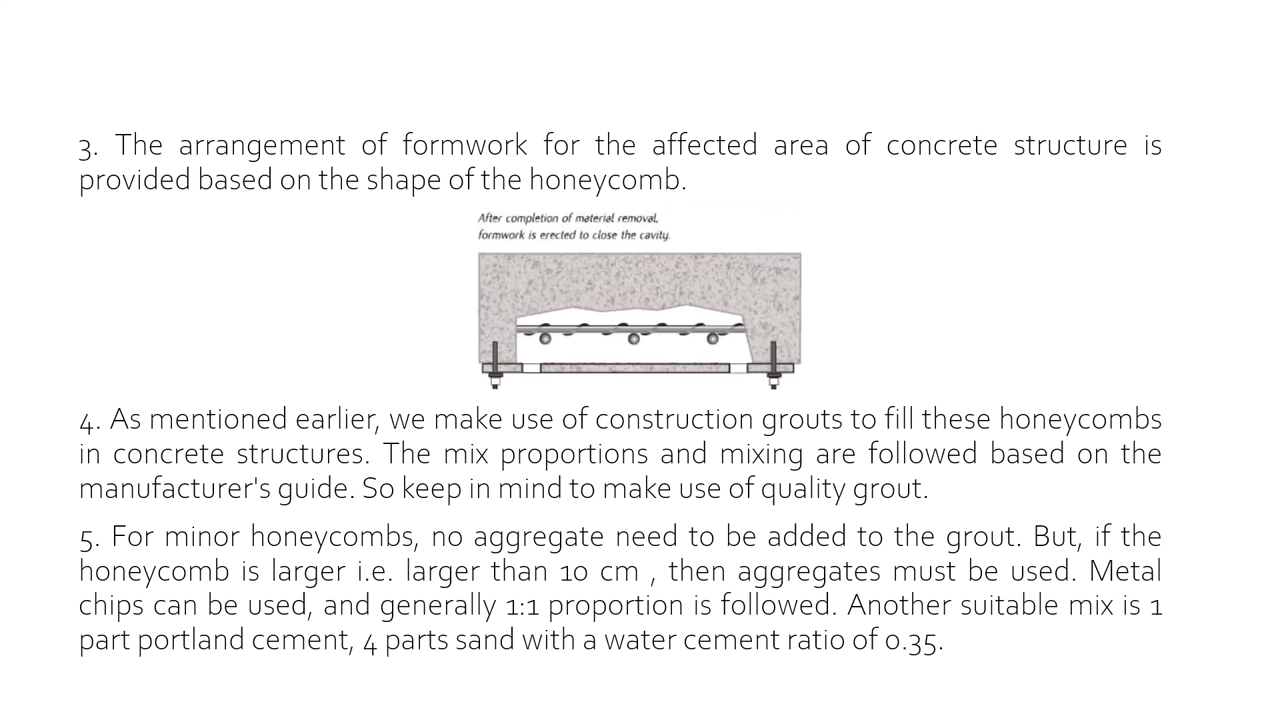 3. The arrangement of formwork for the affected area of concrete structure is
provided based on the shape of the honeycomb.
After completion of material removal,
formwork is erected to close the cavity.
4. As mentioned earlier, we make use of construction grouts to fill these honeycombs
in concrete structures. The mix proportions and mixing are followed based on the
manufacturer's guide. So keep in mind to make use of quality grout.
5. For minor honeycombs, no aggregate need to be added to the grout. But, if the
honeycomb is larger i.e. larger than 10 cm , then aggregates must be used. Metal
chips can be used, and generally 1:1 proportion is followed. Another suitable mix is 1
part portland cement, 4 parts sand with a water cement ratio of 0.35.